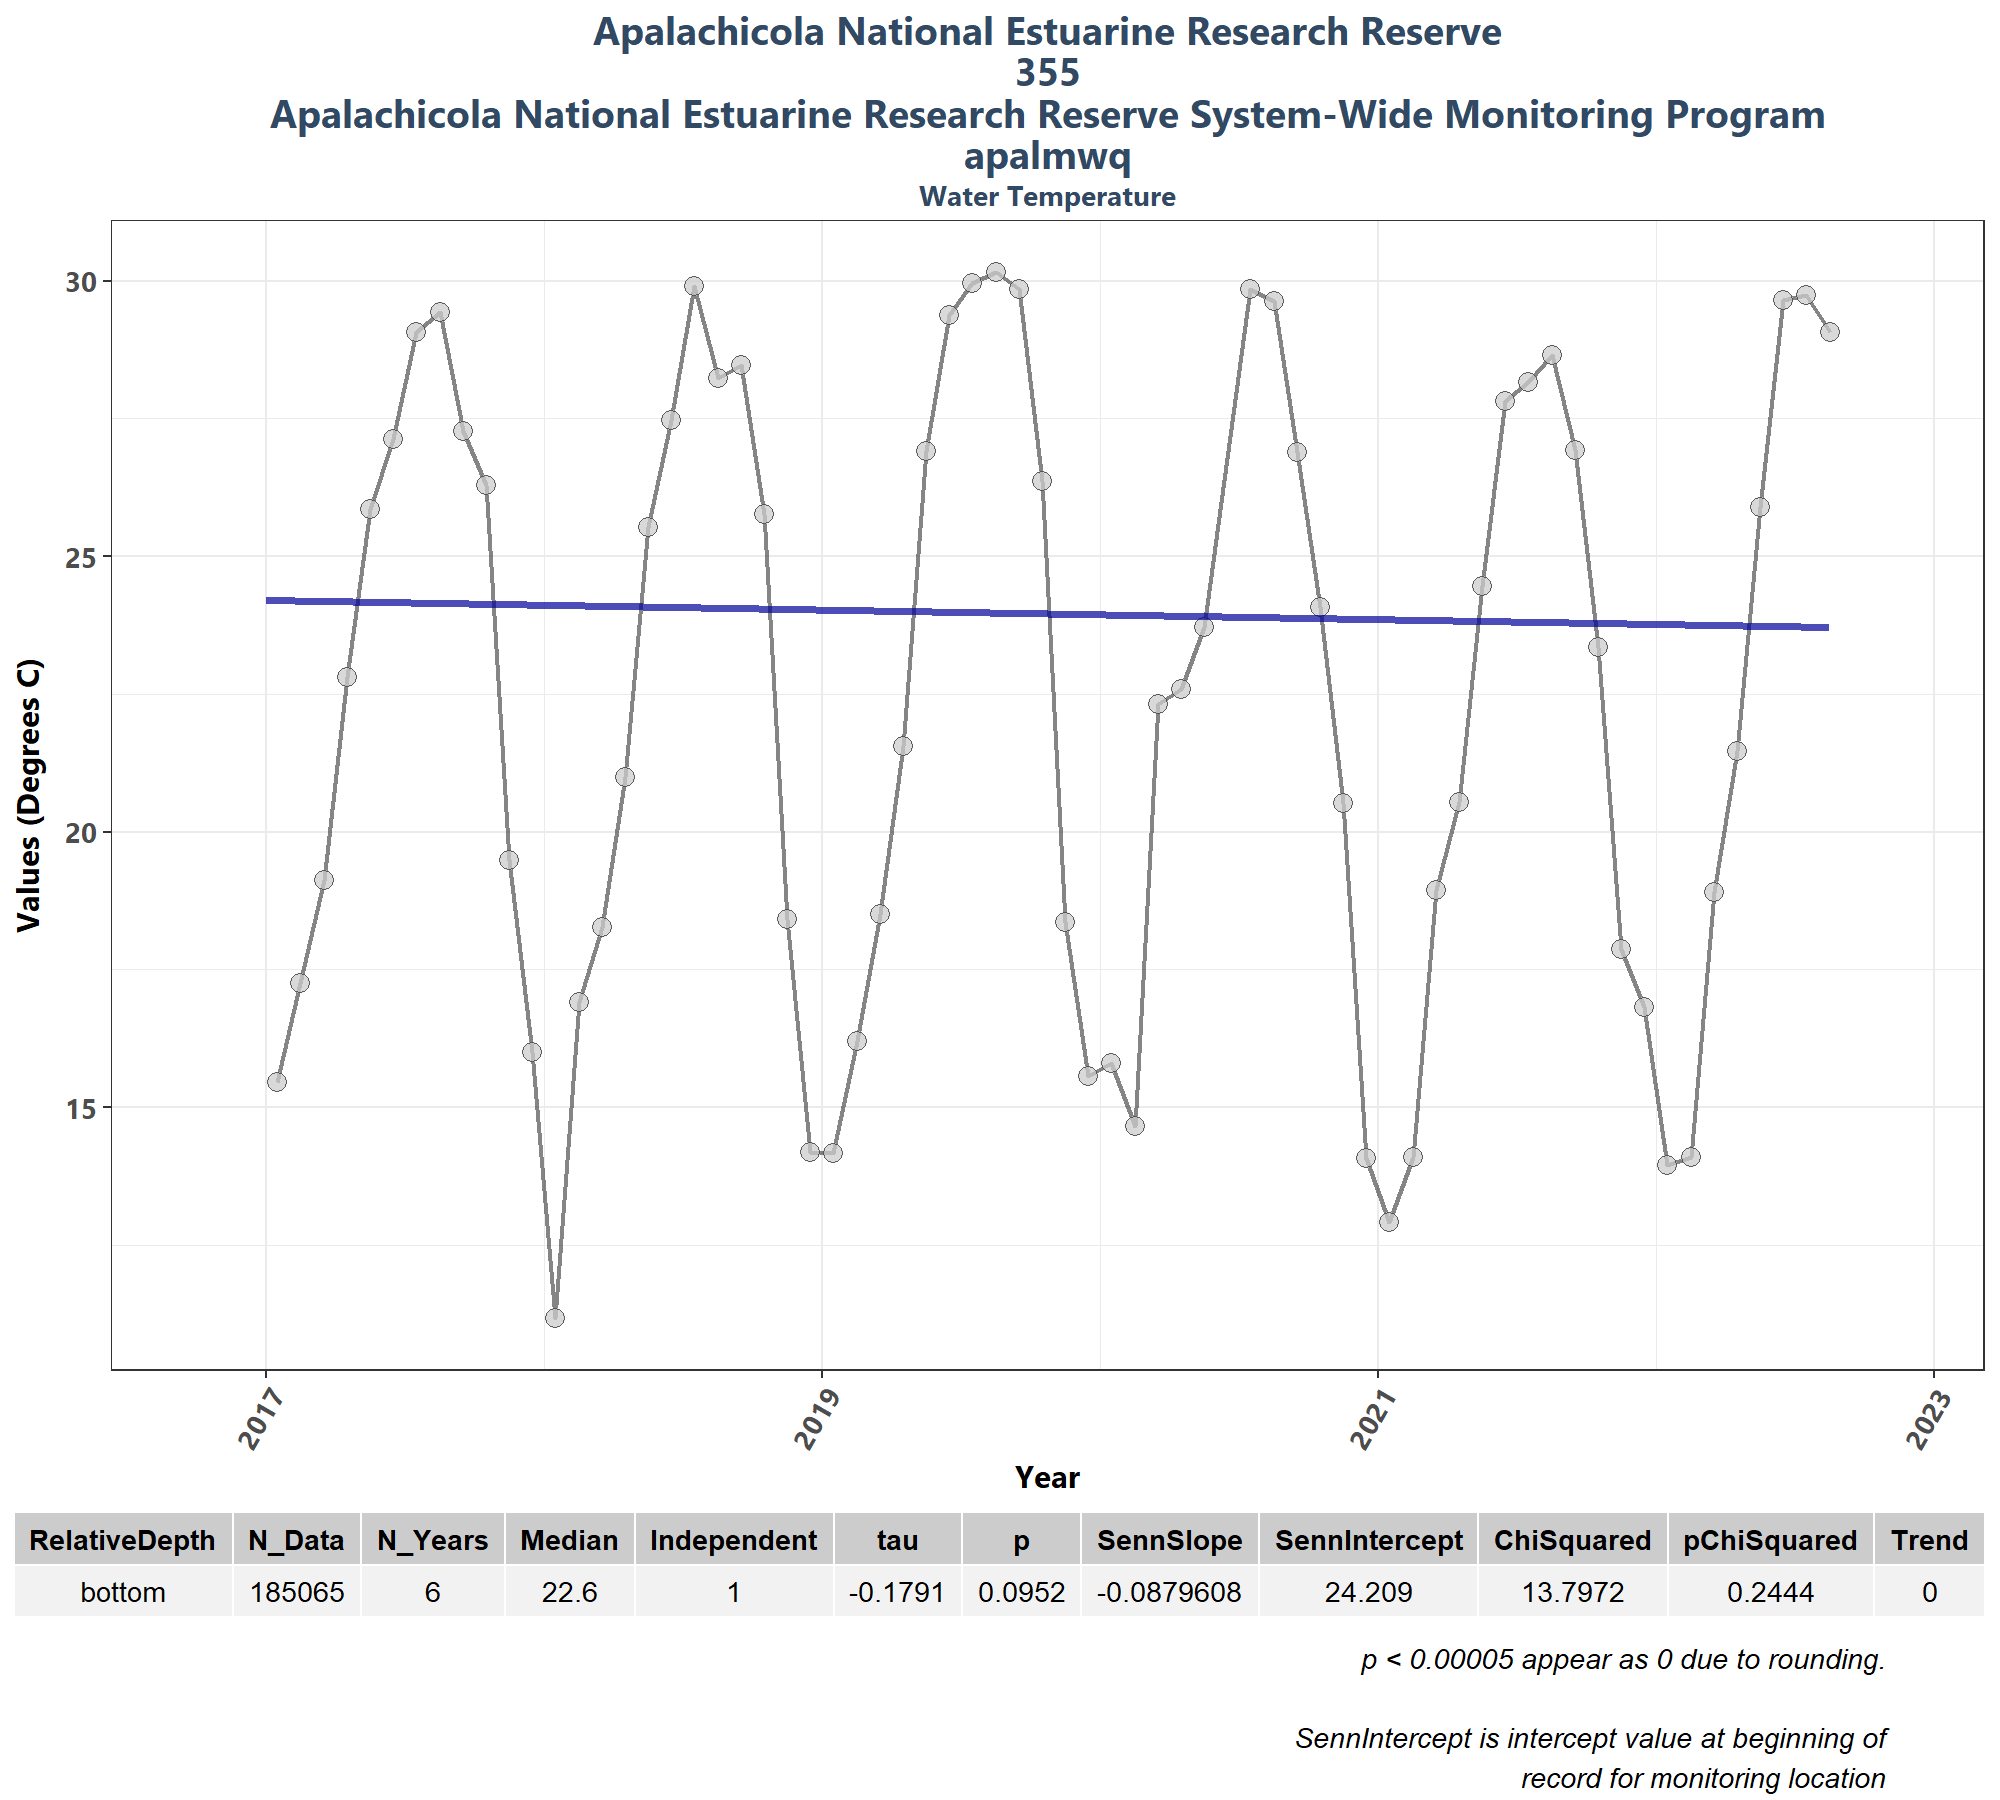 Apalachicola National Estuarine Research Reserve
355
Apalachicola National Estuarine Research Reserve System-Wide Monitoring Program
apalmwq
Water Temperature
Values (Degrees C)
30
25
20
15
2017
2019
2021
2023
Year
RelativeDepth N_Data N_Years Median Independent tau p SennSlope SennIntercept ChiSquared pChiSquared Trend
bottom 185065 6 22.6 1 -0.1791 0.0952 -0.0879608 24.209 13.7972 0.2444 0
p < 0.00005 appear as 0 due to rounding.
SennIntercept is intercept value at beginning of
record for monitoring location